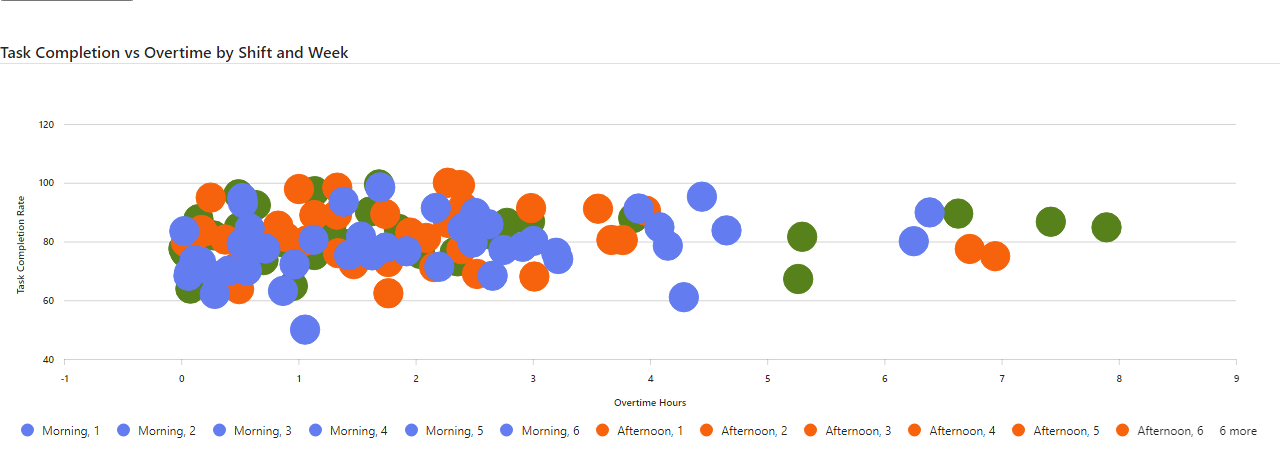 Task Completion vs Overtime by Shift and Week
Task Completion Rate
120
100
80
60
40
-1 0 1 2 3 4 5 6 7 8 9
Overtime Hours
Morning, 1 Morning, 2 Morning, 3 Morning, 4 Morning, 5 Morning, 6 Afternoon, 1 Afternoon, 2 Afternoon, 3 Afternoon, 4 Afternoon, 5 Afternoon, 6 6 more